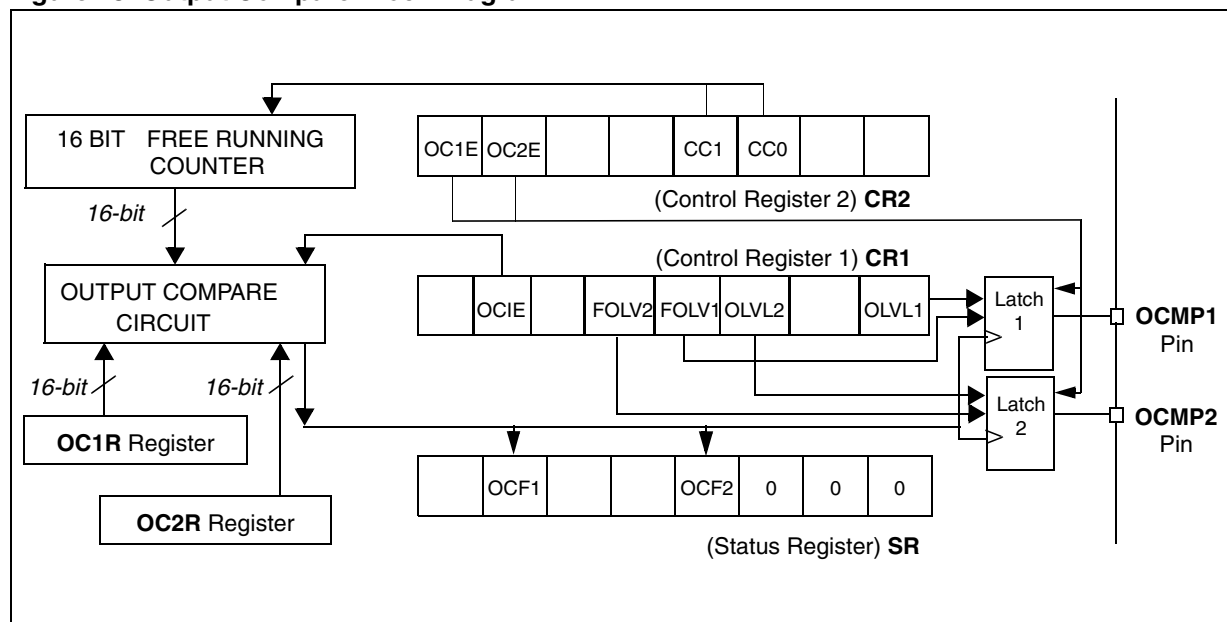 16 BIT FREE RUNNING
COUNTER
OC1E OC2E CC1 CC0
(Control Register 2) CR2
16-bit
(Control Register 1) CR1
OUTPUT COMPARE
CIRCUIT
OCIE FOLV2 FOLV1 OLVL2 OLVL1
Latch
1
OCMP1
Pin
16-bit
16-bit
Latch
2
OCMP2
Pin
OC1R Register
OCF1 OCF2 0 0 0
OC2R Register
(Status Register) SR